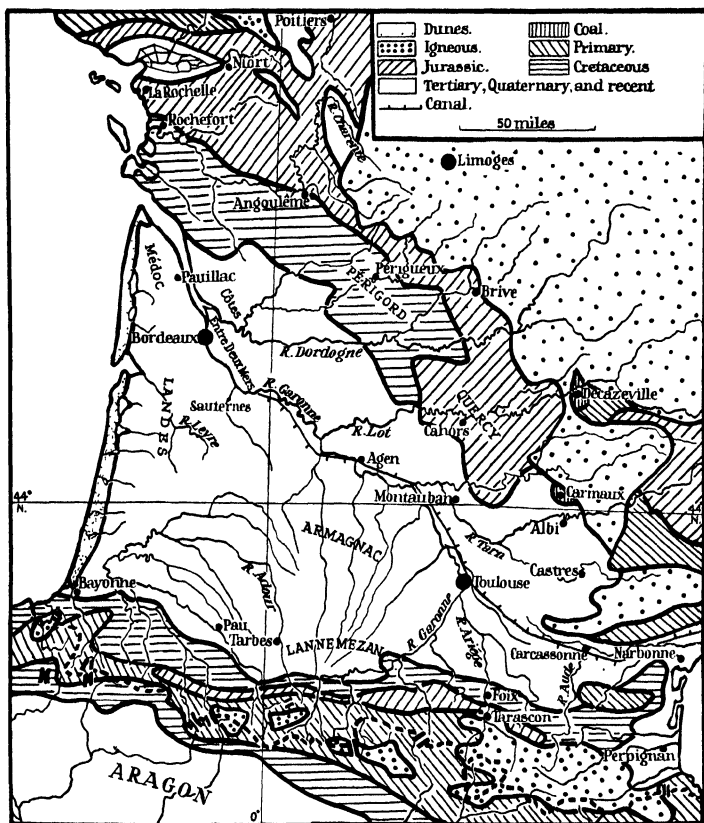 Poitiers
Dunes.
Coal.
Igneous.
Primary.
Jurassic.
Cretaceous
Tertiary, Quaternary, and recent
Canal.
50 miles
Niort
La Rochelle
Rochefort
R. Charente
Limoges
Angoulême
Médoc
Pauillac
Côtes
Périgueux
PÉRIGORD
Brive
Bordeaux
Entre Deux Mers
R. Dordogne
LANDES
Sauternes
R. Garonne
R. Leyre
R. Lot
QUERCY
Cahors
Decazeville
Agen
44°
N.
Montauban
Carmaux
44°
N.
ARMAGNAC
Albi
R. Tarn
Castres
Bayonne
R. Adour
Toulouse
Pau
Tarbes
LANNEMEZAN
R. Garonne
R. Ariège
Carcassonne
Narbonne
R. Aude
Foix
Tarascon
Perpignan
ARAGON
0°